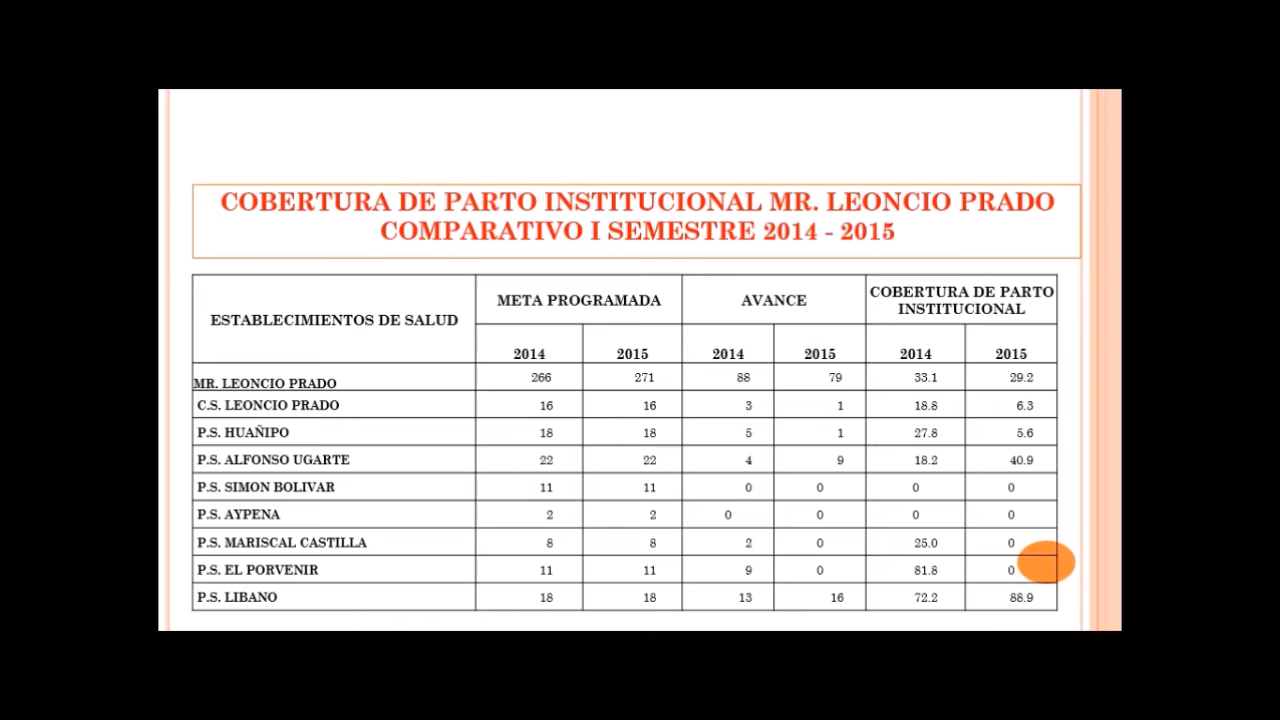 COBERTURA DE PARTO INSTITUCIONAL MR. LEONCIO PRADO
COMPARATIVO I SEMESTRE 2014 - 2015
ESTABLECIMIENTOS DE SALUD META PROGRAMADA AVANCE COBERTURA DE PARTO
INSTITUCIONAL
2014 2015 2014 2015 2014 2015
MR. LEONCIO PRADO 266 271 88 79 33.1 29.2
C.S. LEONCIO PRADO 16 16 3 1 18.8 6.3
P.S. HUAÑIPO 18 18 5 1 27.8 5.6
P.S. ALFONSO UGARTE 22 22 4 9 18.2 40.9
P.S. SIMON BOLIVAR 11 11 0 0 0 0
P.S. AYPENA 2 2 0 0 0 0
P.S. MARISCAL CASTILLA 8 8 2 0 25.0 0
P.S. EL PORVENIR 11 11 9 0 81.8 0
P.S. LIBANO 18 18 13 16 72.2 88.9